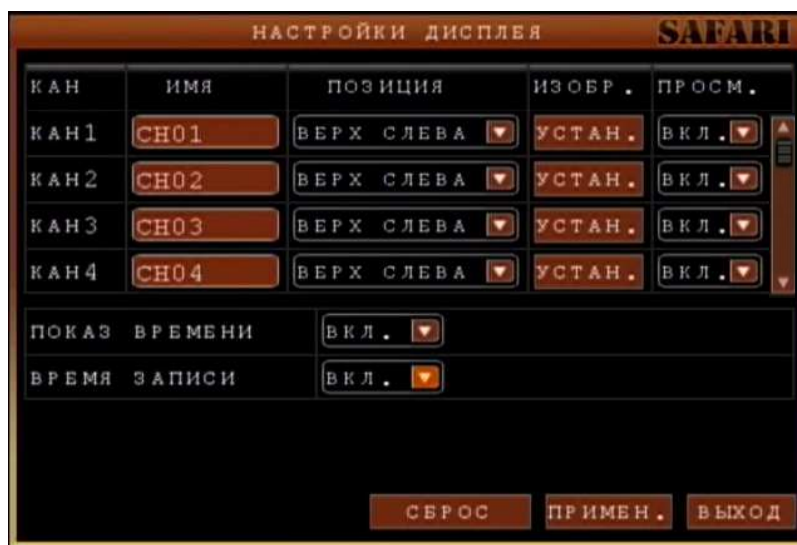 НАСТРОЙКИ ДИСПЛЕЯ SAFARI
КАН ИМЯ ПОЗИЦИЯ ИЗОБР. ПРОСМ.
КАН1 CH01 ВЕРХ СЛЕВА УСТАН. ВКЛ.
КАН2 CH02 ВЕРХ СЛЕВА УСТАН. ВКЛ.
КАН3 CH03 ВЕРХ СЛЕВА УСТАН. ВКЛ.
КАН4 CH04 ВЕРХ СЛЕВА УСТАН. ВКЛ.
ПОКАЗ ВРЕМЕНИ ВКЛ.
ВРЕМЯ ЗАПИСИ ВКЛ.
СБРОС ПРИМЕН. ВЫХОД